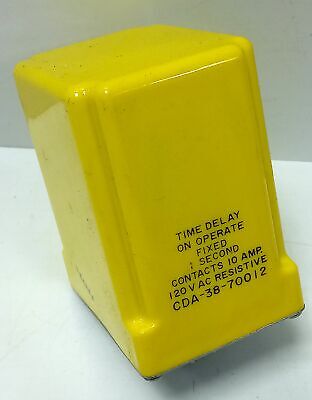 TIME DELAY
ON OPERATE
FIXED
1 SECOND
CONTACTS 10 AMP.
120 V AC RESISTIVE
CDA-38-70012